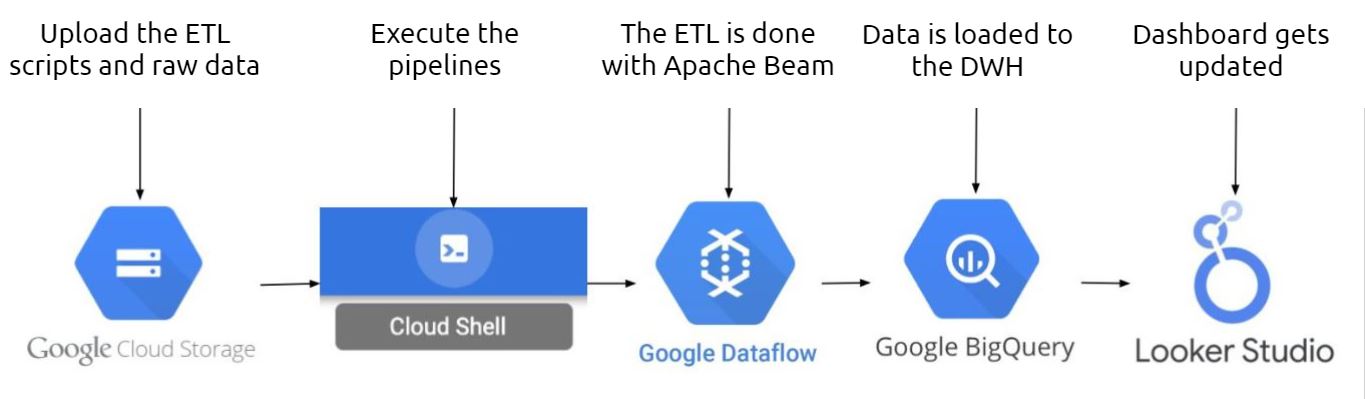 Upload the ETL
scripts and raw data
Execute the
pipelines
The ETL is done
with Apache Beam
Data is loaded to
the DWH
Dashboard gets
updated
>_
Cloud Shell
Google Cloud Storage
Google Dataflow
Google BigQuery
Looker Studio